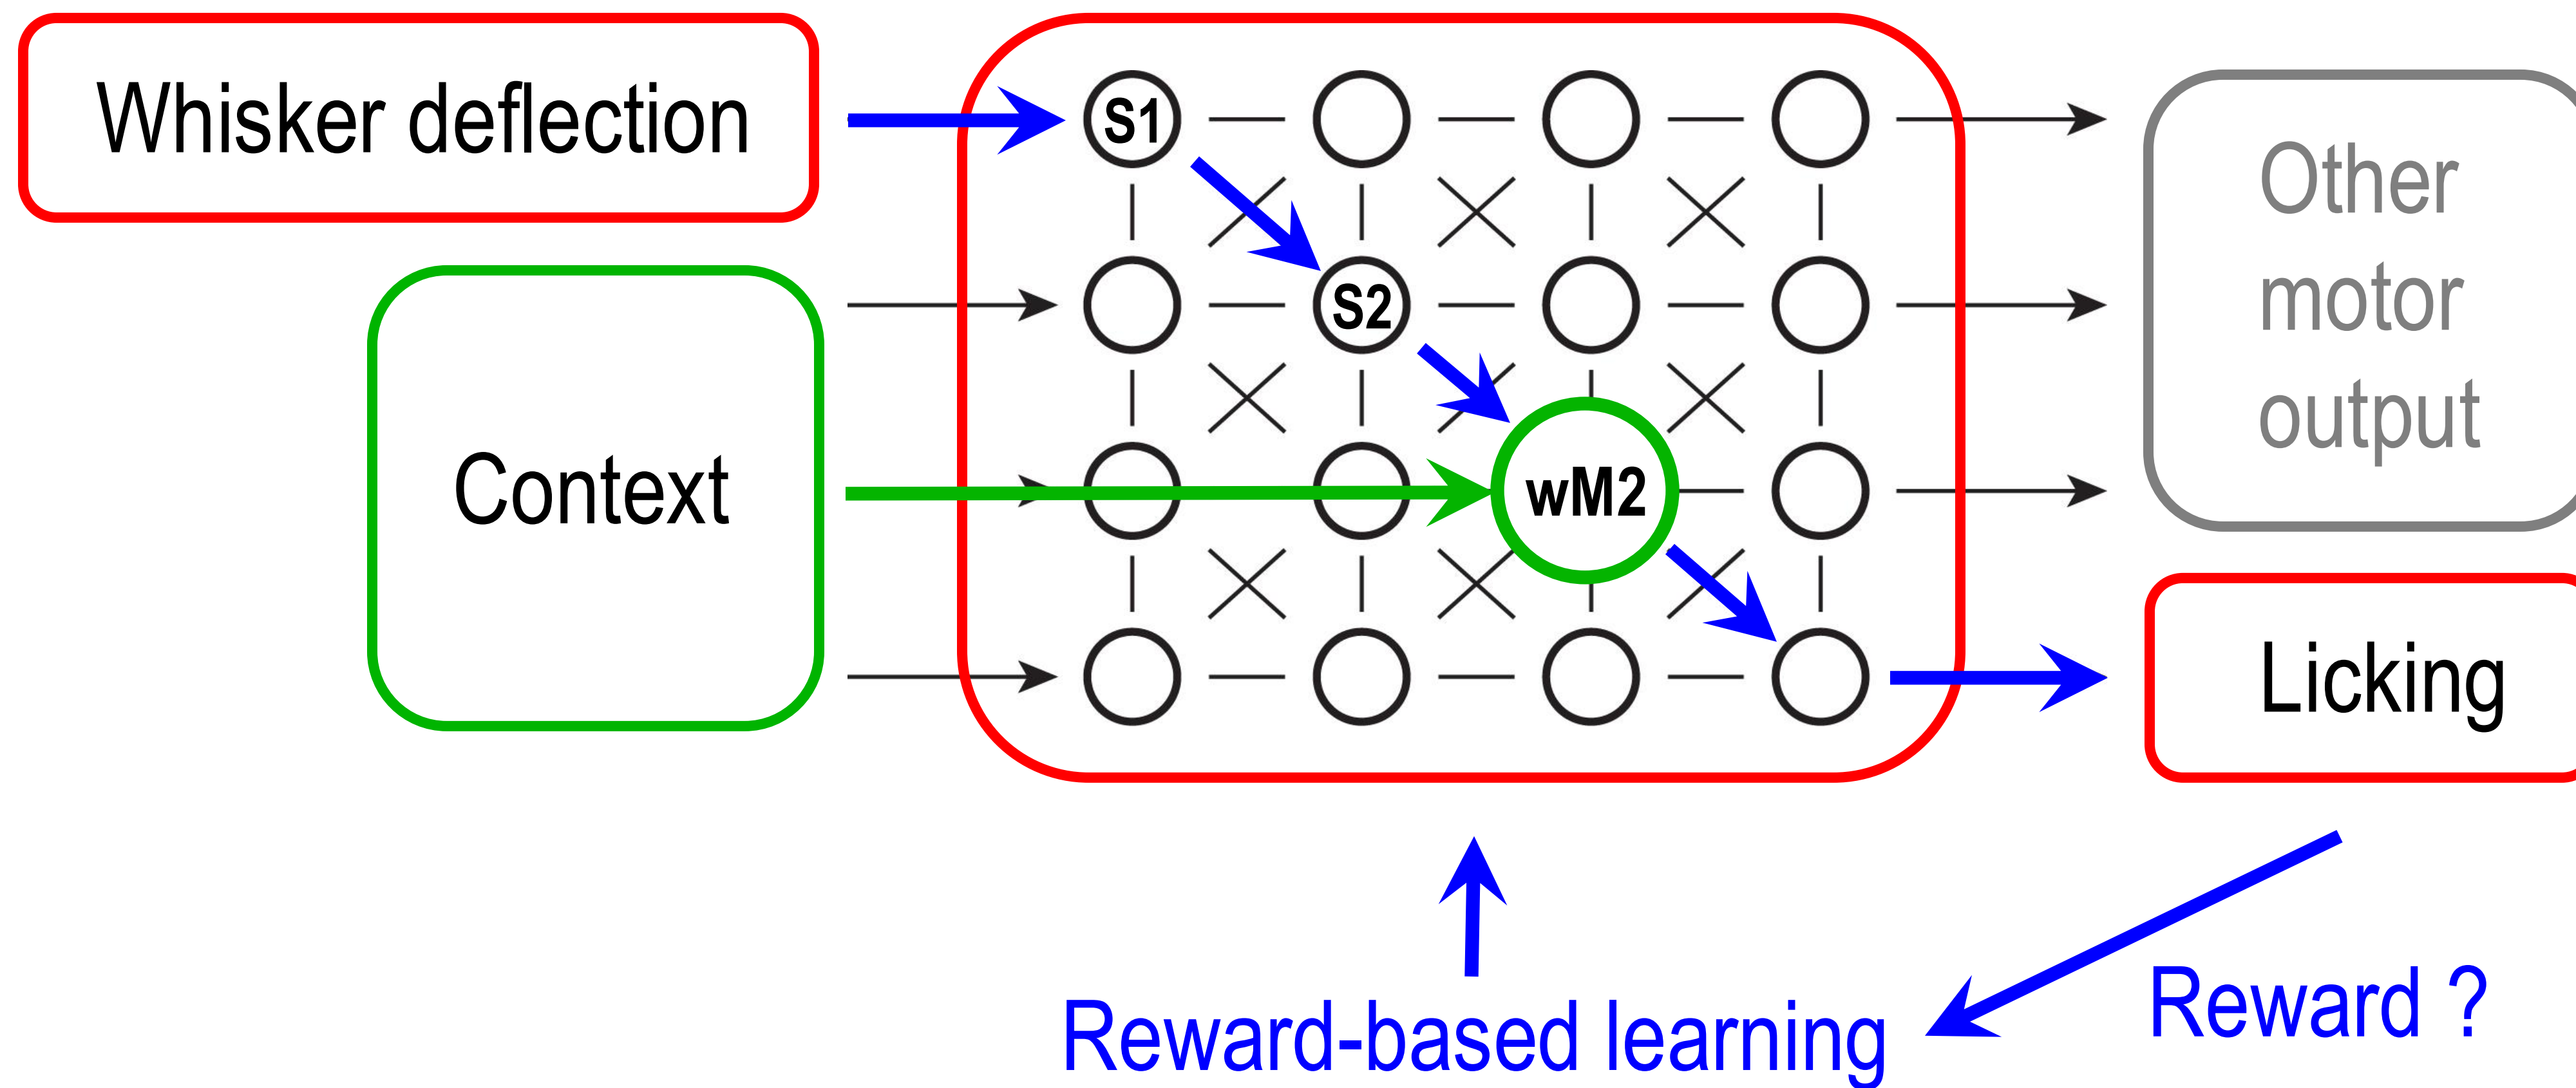 Whisker deflection
S1
Other
motor
output
S2
Context
wM2
Licking
Reward ?
Reward-based learning